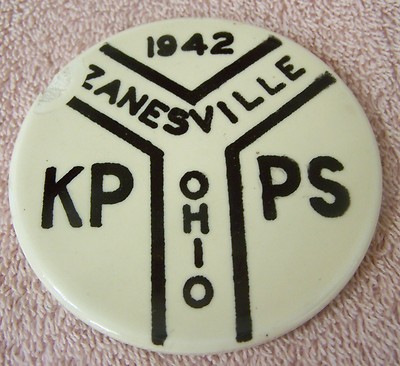 1942
ZANESVILLE
KP
OHIO
PS